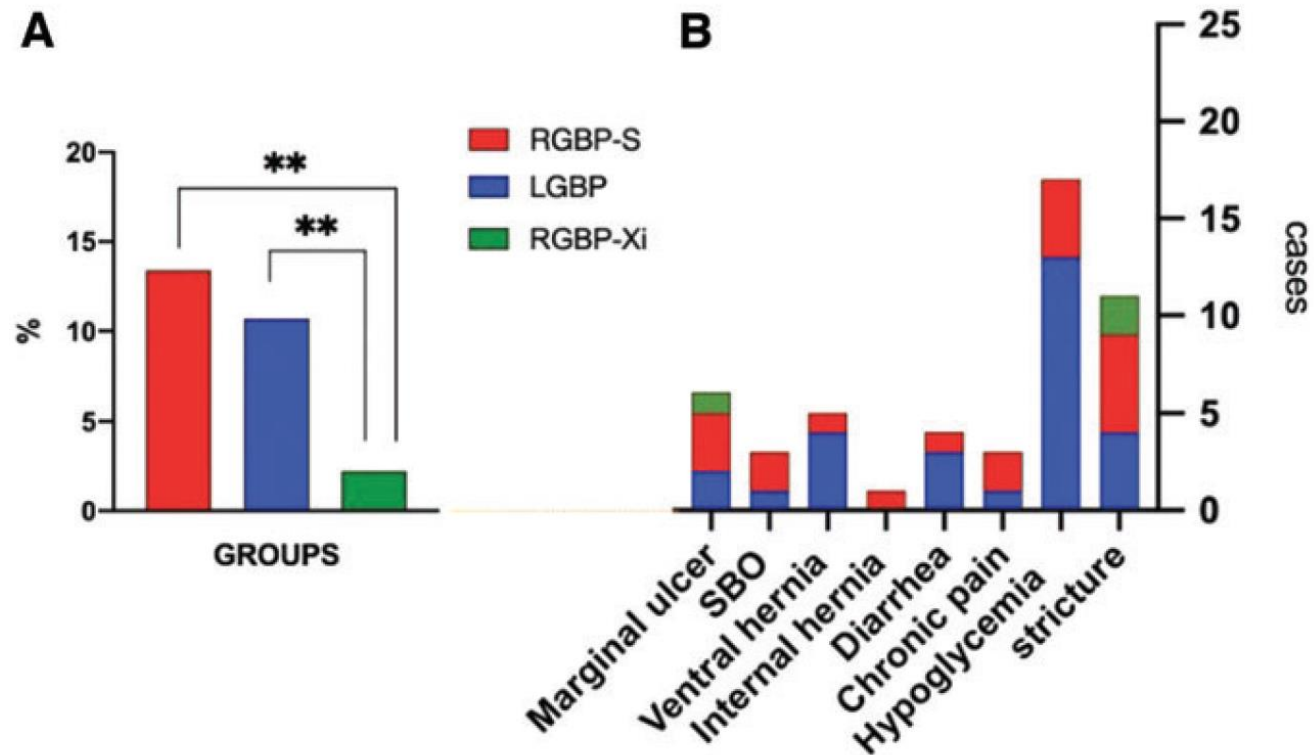 A
B
20
15
10
5
0
%
GROUPS
**
**
RGBP-S
LGBP
RGBP-Xi
25
20
15
10
5
0
cases
Marginal ulcer
SBO
Ventral hernia
Internal hernia
Diarrhea
Chronic pain
Hypoglycemia
stricture